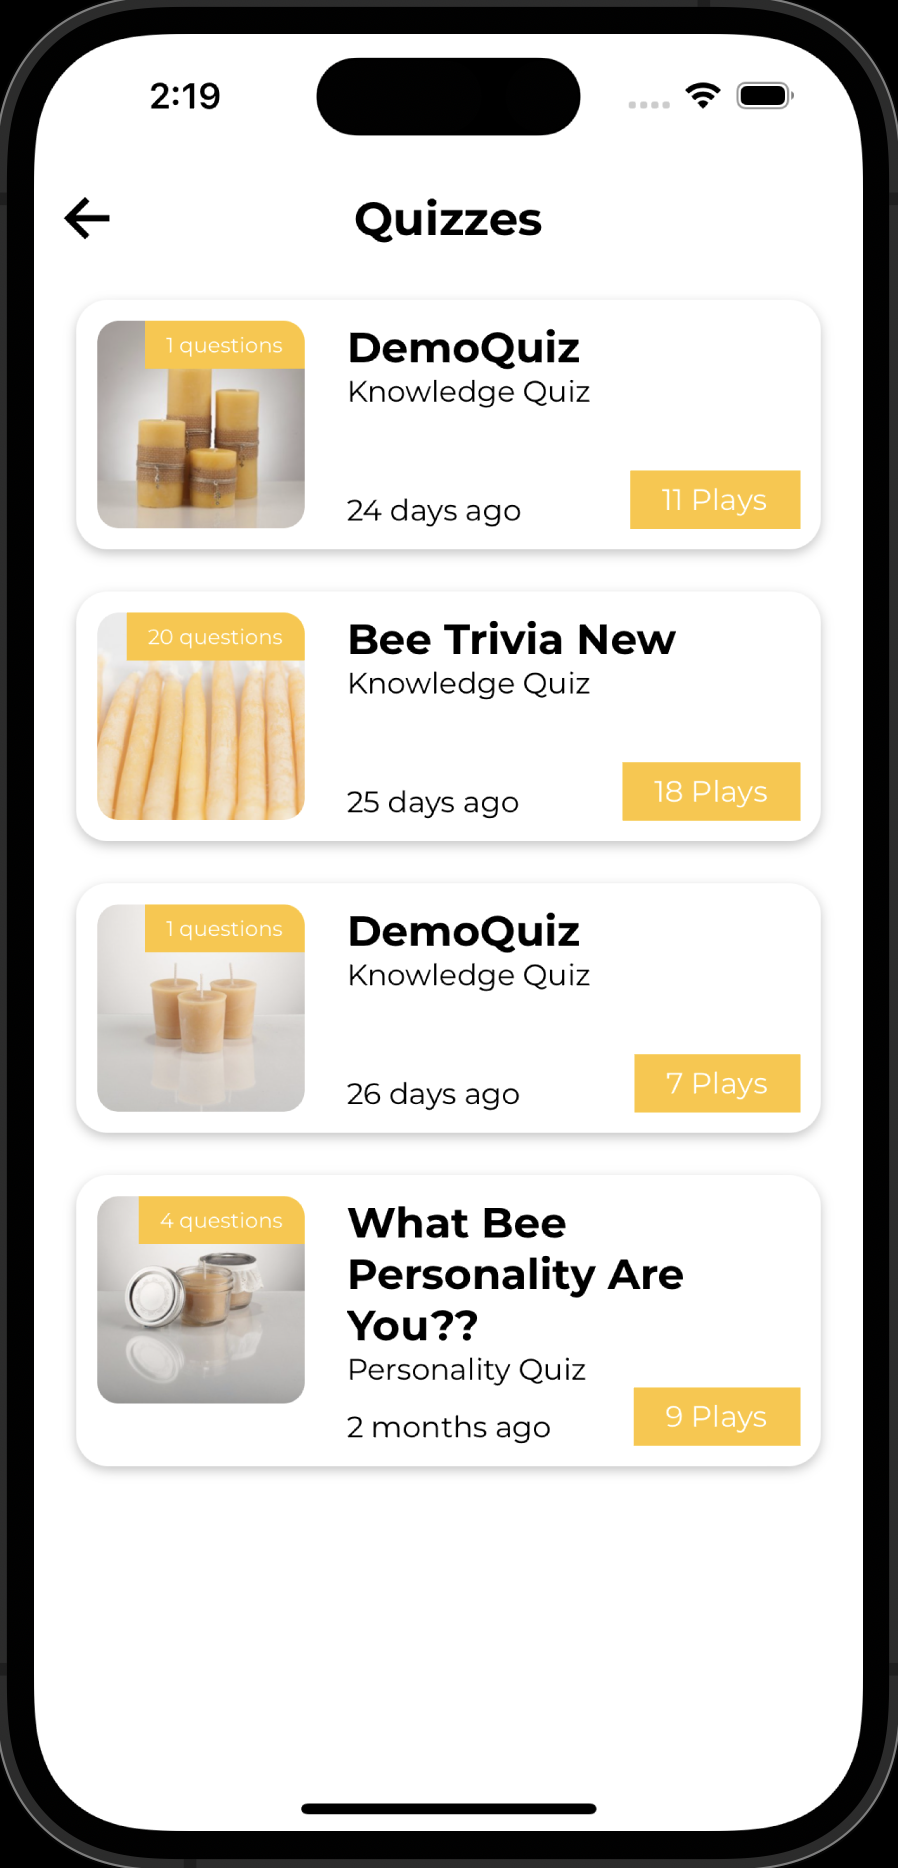 2:19
Quizzes
1 questions
DemoQuiz
Knowledge Quiz
24 days ago
11 Plays
20 questions
Bee Trivia New
Knowledge Quiz
25 days ago
18 Plays
1 questions
DemoQuiz
Knowledge Quiz
26 days ago
7 Plays
4 questions
What Bee
Personality Are
You??
Personality Quiz
2 months ago
9 Plays